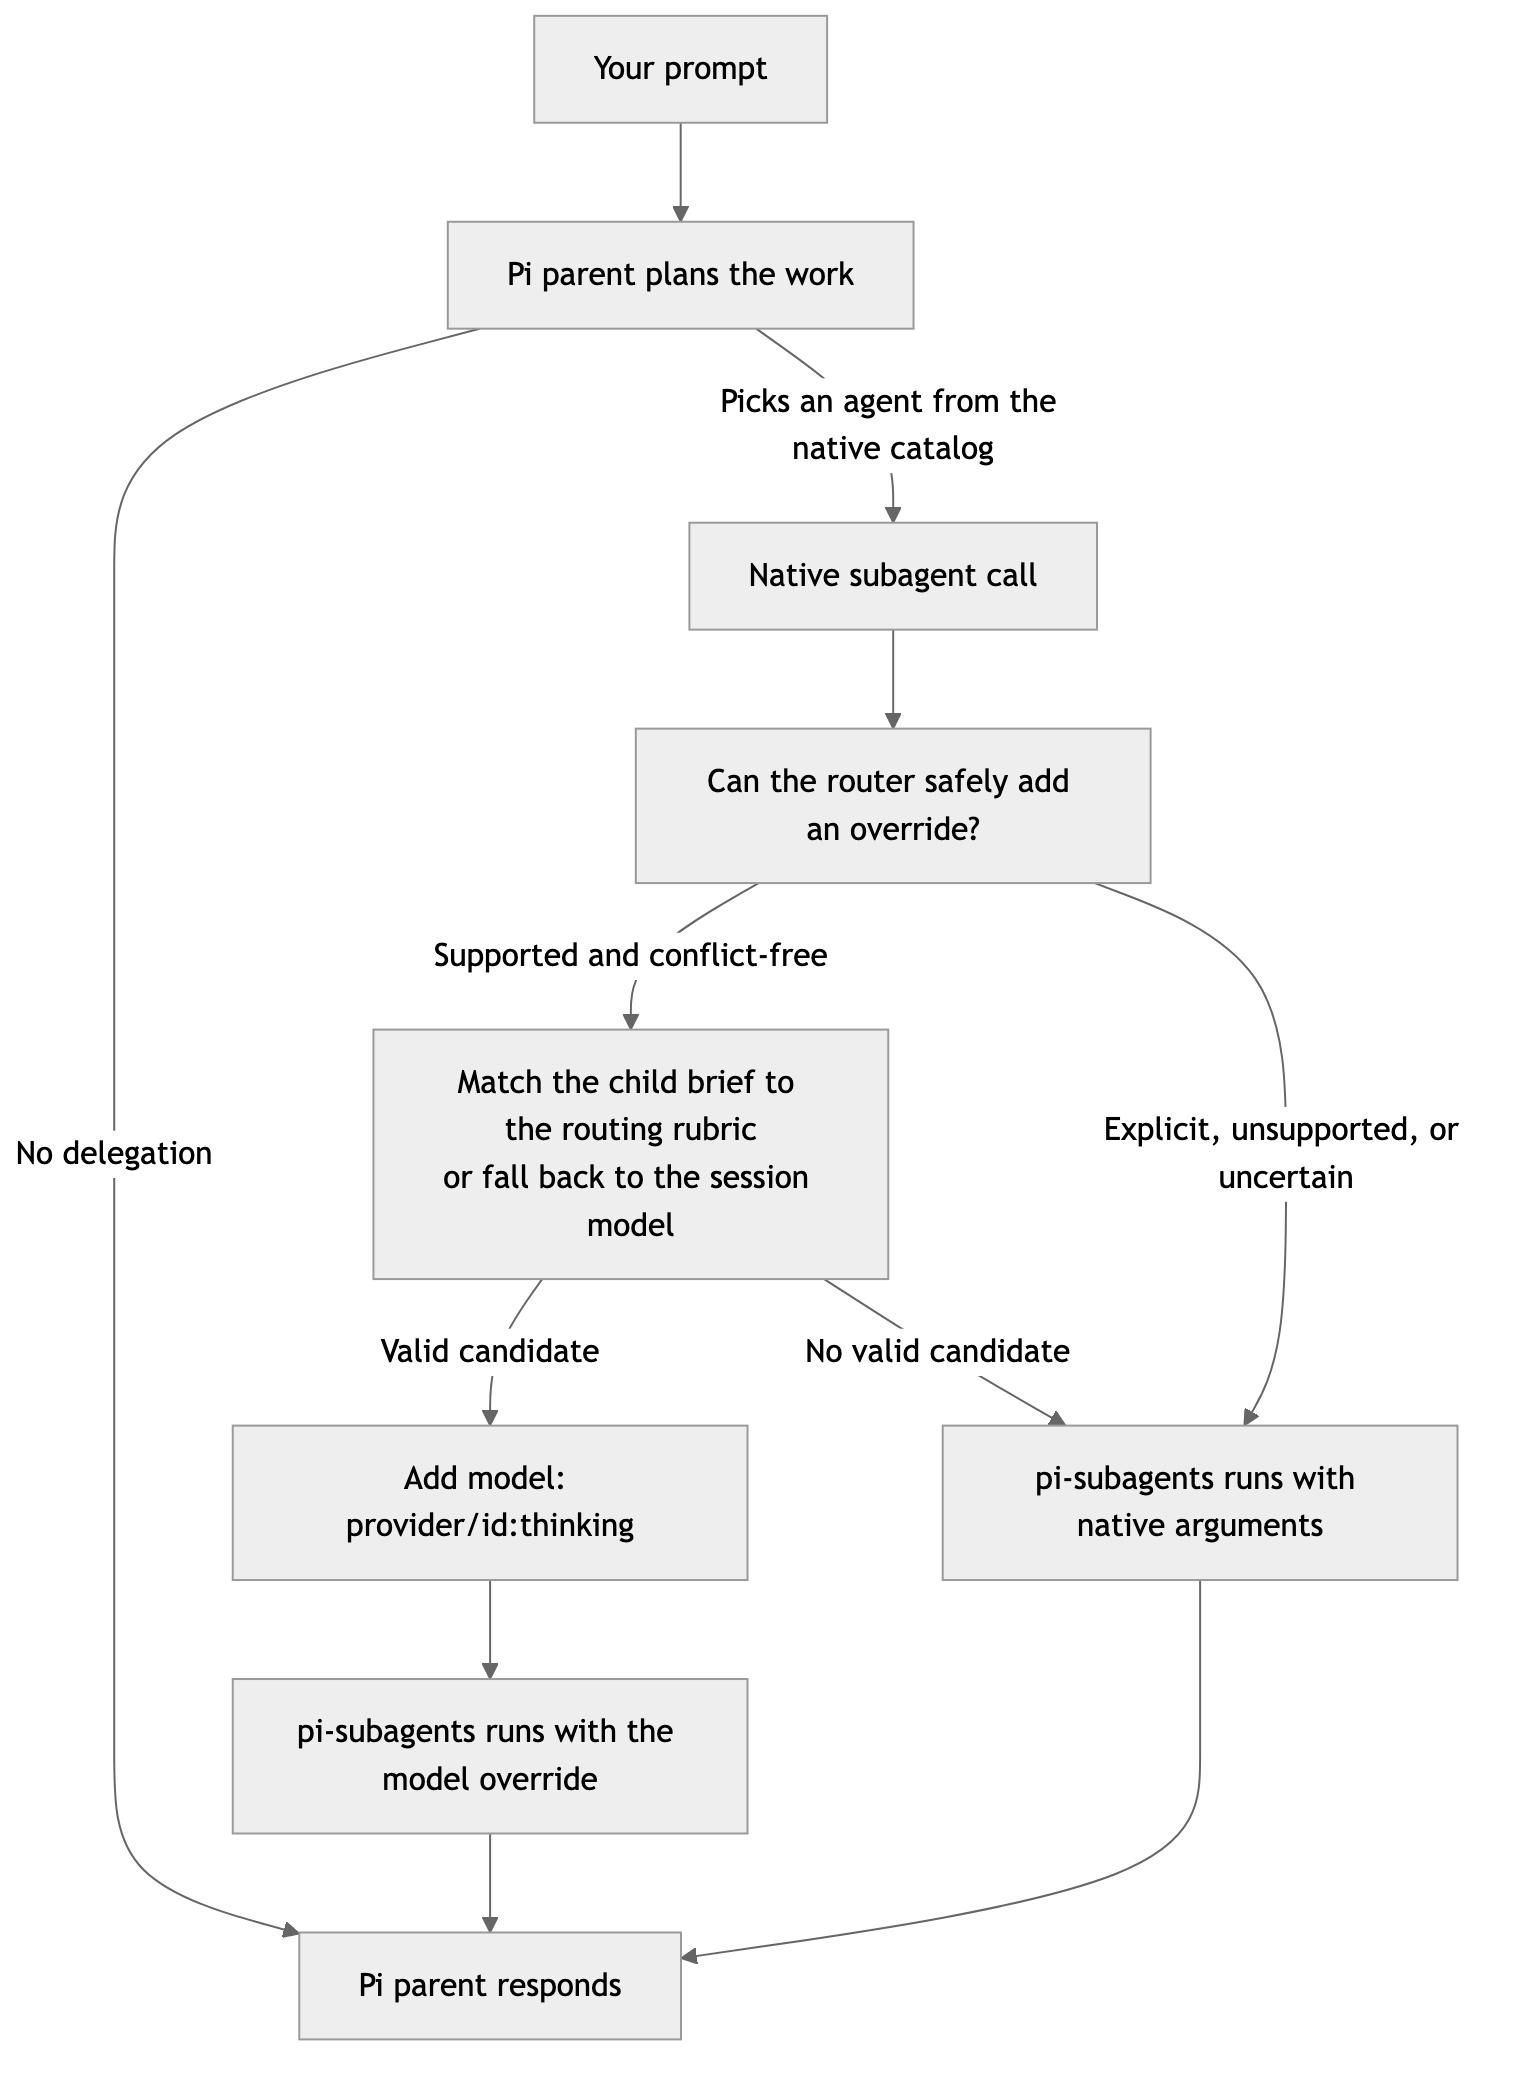 Your prompt
Pi parent plans the work
Picks an agent from the
native catalog
Native subagent call
Can the router safely add
an override?
Supported and conflict-free
Match the child brief to
the routing rubric
or fall back to the session
model
No delegation
Explicit, unsupported, or
uncertain
Valid candidate
No valid candidate
Add model:
provider/id:thinking
pi-subagents runs with
native arguments
pi-subagents runs with the
model override
Pi parent responds